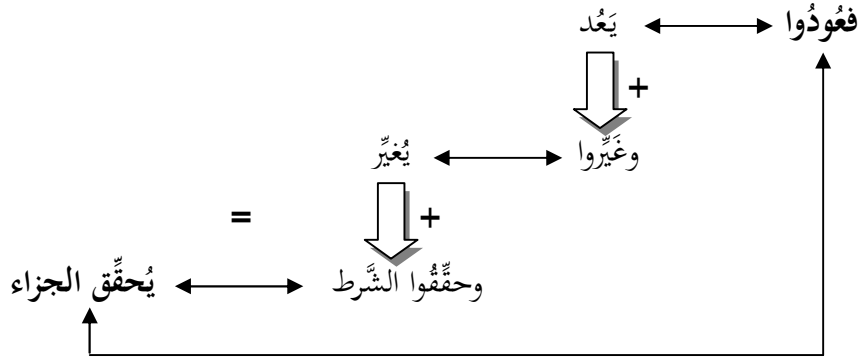 فعُودُوا يَعُد
+
وغَيِّروا يُغيِّر
= +
وحقِّقُوا الشَّرط يُحقِّق الجزاء